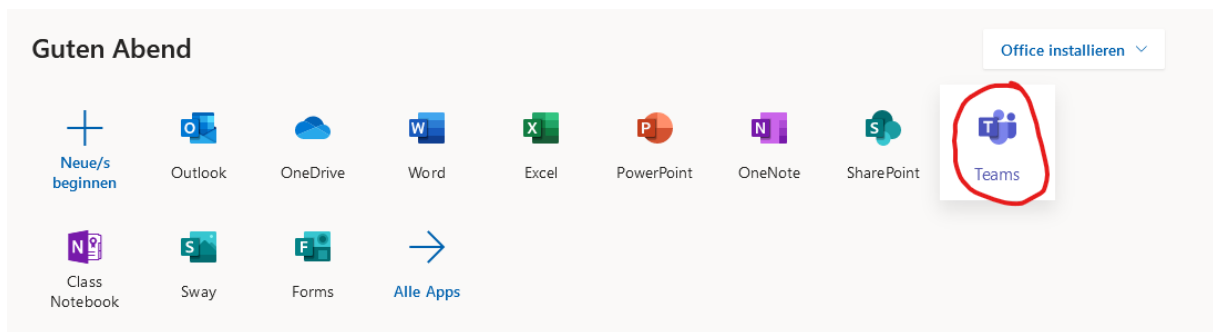 Guten Abend
Office installieren
Neue/s
beginnen
Outlook
OneDrive
Word
Excel
PowerPoint
OneNote
SharePoint
Teams
Class
Notebook
Sway
Forms
Alle Apps